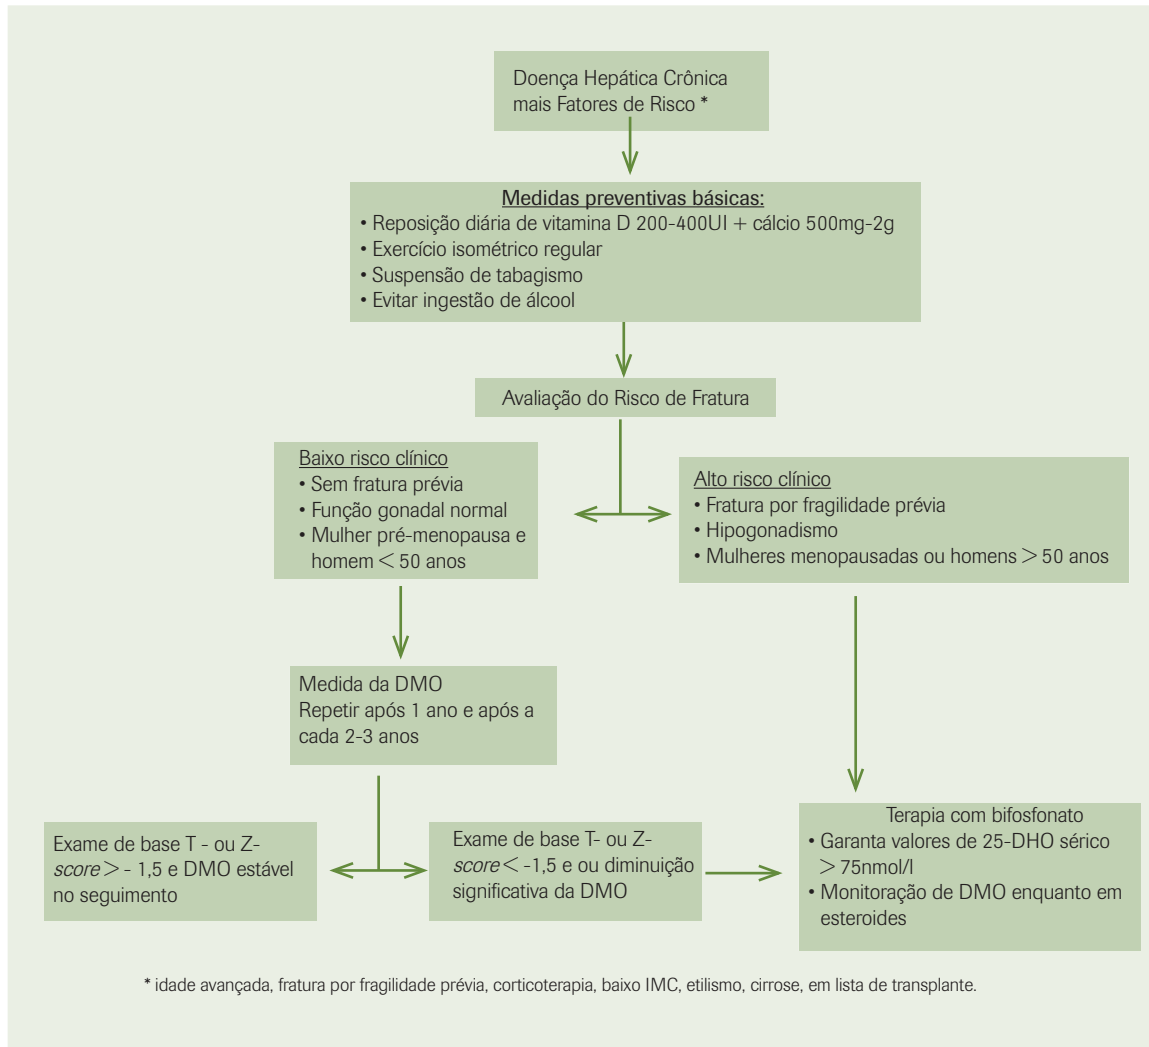 Doença Hepática Crônica
mais Fatores de Risco *
Medidas preventivas básicas:
• Reposição diária de vitamina D 200-400UI + cálcio 500mg-2g
• Exercício isométrico regular
• Suspensão de tabagismo
• Evitar ingestão de álcool
Avaliação do Risco de Fratura
Baixo risco clínico
• Sem fratura prévia
• Função gonadal normal
• Mulher pré-menopausa e
homem < 50 anos
Alto risco clínico
• Fratura por fragilidade prévia
• Hipogonadismo
• Mulheres menopausadas ou homens > 50 anos
Medida da DMO
Repetir após 1 ano e após a
cada 2-3 anos
Exame de base T - ou Z-
score > - 1,5 e DMO estável
no seguimento
Exame de base T- ou Z-
score < -1,5 e ou diminuição
significativa da DMO
Terapia com bifosfonato
• Garanta valores de 25-DHO sérico
> 75nmol/l
• Monitoração de DMO enquanto em
esteroides
* idade avançada, fratura por fragilidade prévia, corticoterapia, baixo IMC, etilismo, cirrose, em lista de transplante.